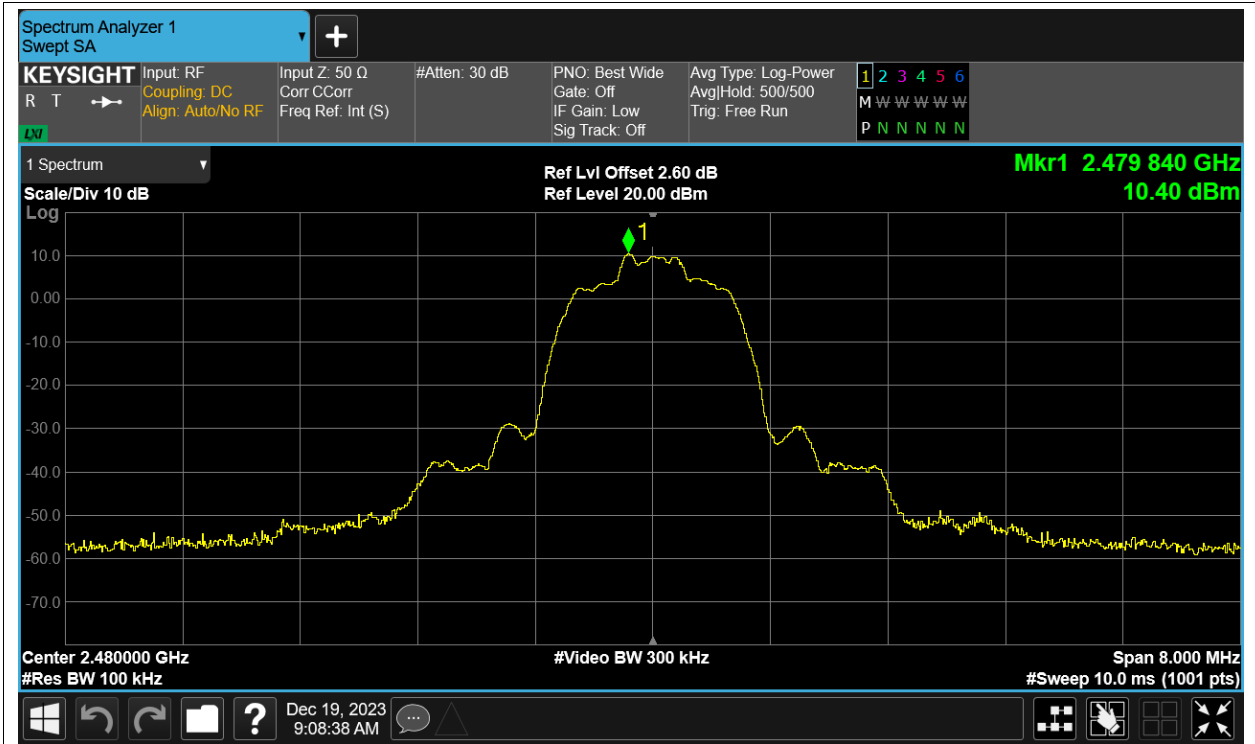 Spectrum Analyzer 1
Swept SA
KEYSIGHT
R T
LXI
Input: RF
Coupling: DC
Align: Auto/No RF
Input Z: 50 Ω
Corr CCorr
Freq Ref: Int (S)
#Atten: 30 dB
PNO: Best Wide
Gate: Off
IF Gain: Low
Sig Track: Off
Avg Type: Log-Power
Avg|Hold: 500/500
Trig: Free Run
1 2 3 4 5 6
M W W W W W
P N N N N N
1 Spectrum
Scale/Div 10 dB
Log
Ref Lvl Offset 2.60 dB
Ref Level 20.00 dBm
Mkr1 2.479 840 GHz
10.40 dBm
1
10.0
0.00
-10.0
-20.0
-30.0
-40.0
-50.0
-60.0
-70.0
Center 2.480000 GHz
#Res BW 100 kHz
#Video BW 300 kHz
Span 8.000 MHz
#Sweep 10.0 ms (1001 pts)
?
Dec 19, 2023
9:08:38 AM